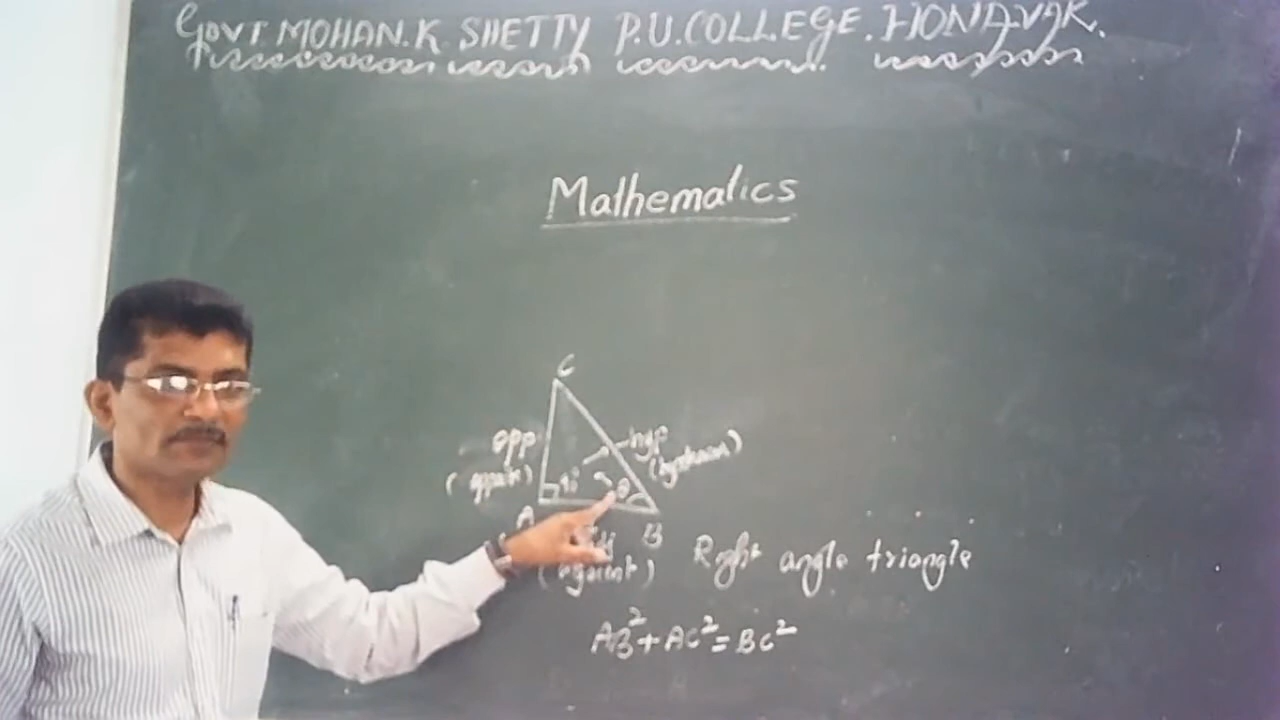 GOVT MOHAN.K SHETTY P.U.COLLEGE.HONAVAR.
Mathematics
C
opp
hyp
θ
A
B
Right angle triangle
AB²+AC²=BC²